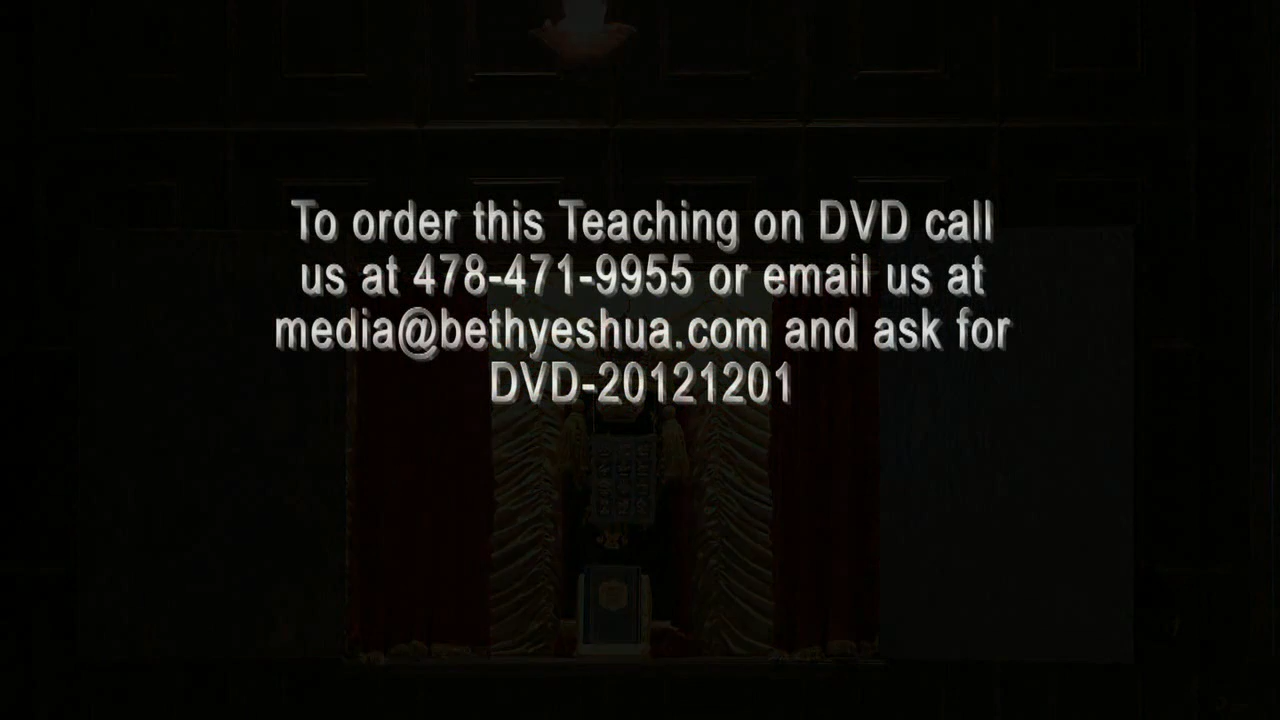 To order this Teaching on DVD call
us at 478-471-9955 or email us at
media@bethyeshua.com and ask for
DVD-20121201